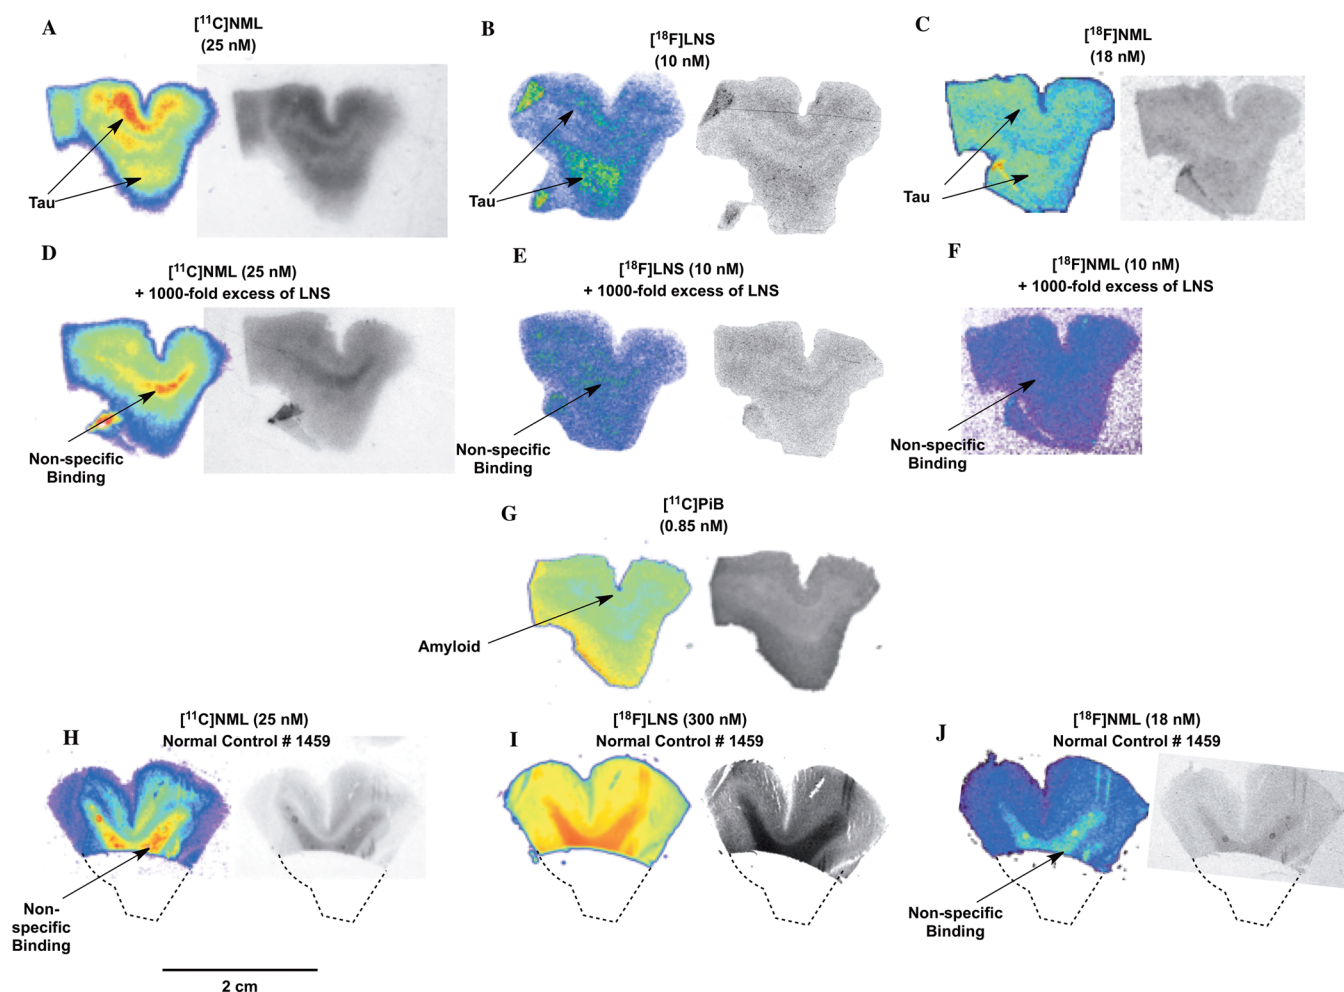 A
[¹¹C]NML
(25 nM)
B
[¹⁸F]LNS
(10 nM)
C
[¹⁸F]NML
(18 nM)
Tau
Tau
Tau
D
[¹¹C]NML (25 nM)
+ 1000-fold excess of LNS
E
[¹⁸F]LNS (10 nM)
+ 1000-fold excess of LNS
F
[¹⁸F]NML (10 nM)
+ 1000-fold excess of LNS
Non-specific
Binding
Non-specific
Binding
Non-specific
Binding
G
[¹¹C]PiB
(0.85 nM)
Amyloid
H
[¹¹C]NML (25 nM)
Normal Control # 1459
I
[¹⁸F]LNS (300 nM)
Normal Control # 1459
J
[¹⁸F]NML (18 nM)
Normal Control # 1459
Non-
specific
Binding
Non-specific
Binding
2 cm